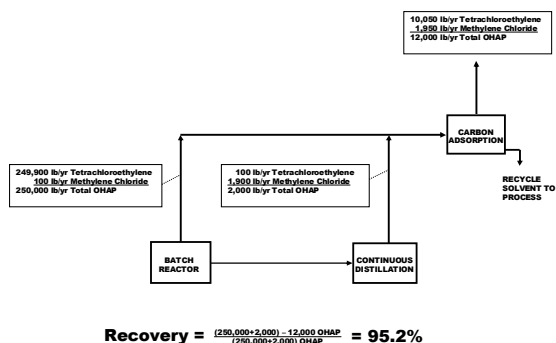 10,050 lb/yr Tetrachloroethylene
1,950 lb/yr Methylene Chloride
12,000 lb/yr Total OHAP
CARBON
ADSORPTION
249,900 lb/yr Tetrachloroethylene
100 lb/yr Methylene Chloride
250,000 lb/yr Total OHAP
100 lb/yr Tetrachloroethylene
1,900 lb/yr Methylene Chloride
2,000 lb/yr Total OHAP
RECYCLE
SOLVENT TO
PROCESS
BATCH
REACTOR
CONTINUOUS
DISTILLATION
Recovery = (250,000+2,000) – 12,000 OHAP = 95.2%
(250,000+2,000) OHAP